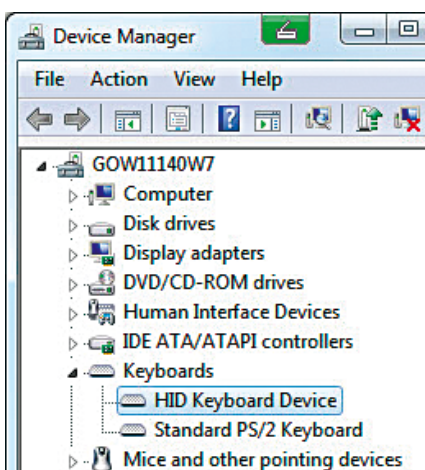 Device Manager
File Action View Help
GOW11140W7
Computer
Disk drives
Display adapters
DVD/CD-ROM drives
Human Interface Devices
IDE ATA/ATAPI controllers
Keyboards
HID Keyboard Device
Standard PS/2 Keyboard
Mice and other pointing devices